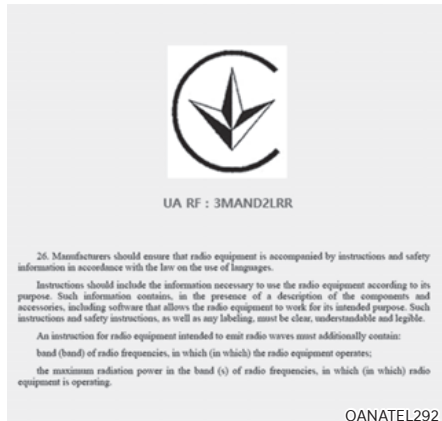 UA RF : 3MAND2LRR
26. Manufacturers should ensure that radio equipment is accompanied by instructions and safety
information in accordance with the law on the use of languages.
Instructions should include the information necessary to use the radio equipment according to its
purpose. Such information contains, in the presence of a description of the components and
accessories, including software that allows the radio equipment to work for its intended purpose. Such
instructions and safety instructions, as well as any labeling, must be clear, understandable and legible.
An instruction for radio equipment intended to emit radio waves must additionally contain:
band (band) of radio frequencies, in which (in which) the radio equipment operates;
the maximum radiation power in the band (s) of radio frequencies, in which (in which) radio
equipment is operating.
OANATEL292